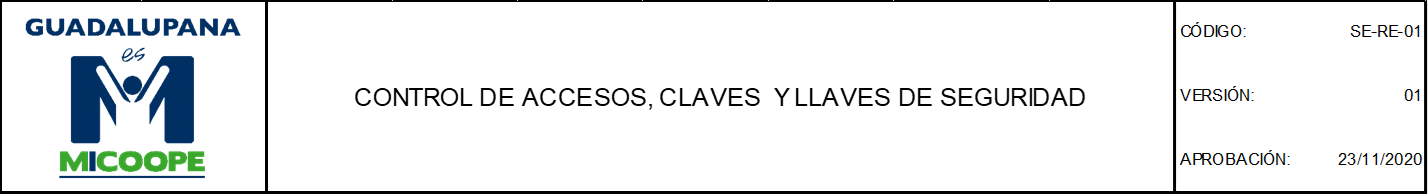 GUADALUPANA
es
M
MICOOPE
CONTROL DE ACCESOS, CLAVES Y LLAVES DE SEGURIDAD
CÓDIGO: SE-RE-01
VERSIÓN: 01
APROBACIÓN: 23/11/2020